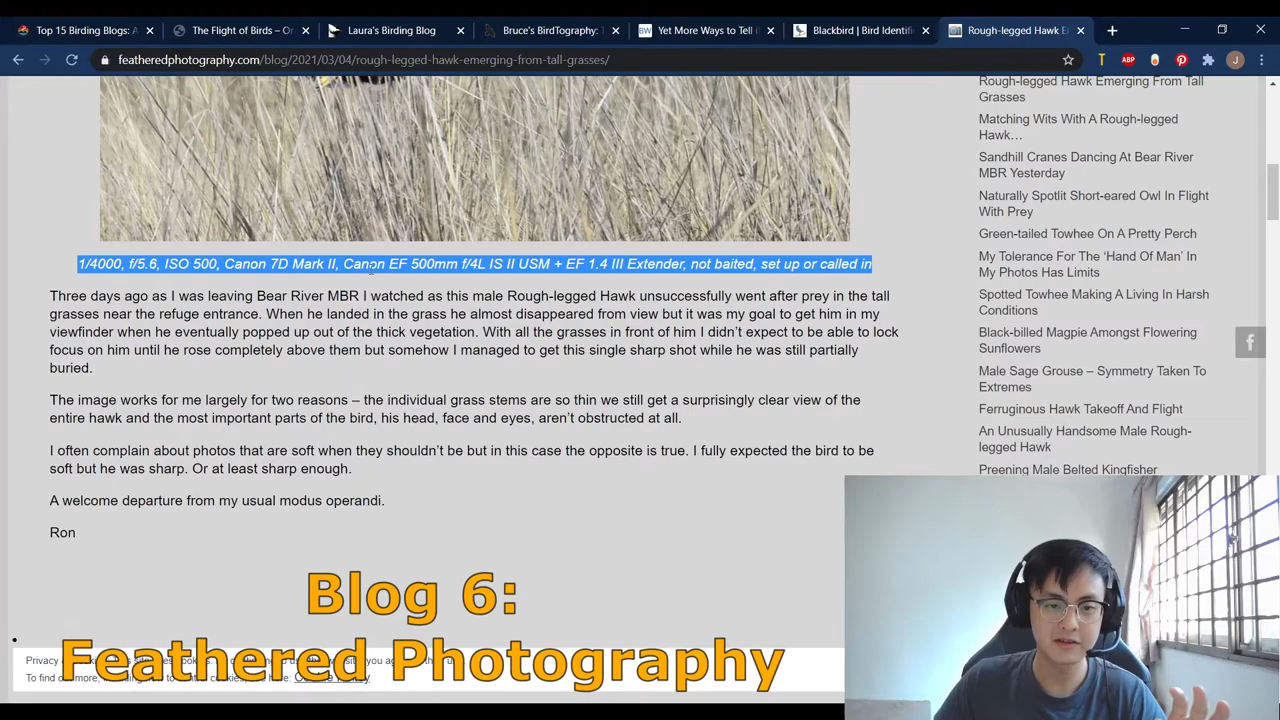 Top 15 Birding Blogs: A
The Flight of Birds – Or
Laura's Birding Blog
Bruce's BirdTography: T
Yet More Ways to Tell i
Blackbird | Bird Identifi
Rough-legged Hawk E
featheredphotography.com/blog/2021/03/04/rough-legged-hawk-emerging-from-tall-grasses/
1/4000, f/5.6, ISO 500, Canon 7D Mark II, Canon EF 500mm f/4L IS II USM + EF 1.4 III Extender, not baited, set up or called in
Three days ago as I was leaving Bear River MBR I watched as this male Rough-legged Hawk unsuccessfully went after prey in the tall
grasses near the refuge entrance. When he landed in the grass he almost disappeared from view but it was my goal to get him in my
viewfinder when he eventually popped up out of the thick vegetation. With all the grasses in front of him I didn't expect to be able to lock
focus on him until he rose completely above them but somehow I managed to get this single sharp shot while he was still partially
buried.
The image works for me largely for two reasons – the individual grass stems are so thin we still get a surprisingly clear view of the
entire hawk and the most important parts of the bird, his head, face and eyes, aren't obstructed at all.
I often complain about photos that are soft when they shouldn't be but in this case the opposite is true. I fully expected the bird to be
soft but he was sharp. Or at least sharp enough.
A welcome departure from my usual modus operandi.
Ron
Rough-legged Hawk Emerging From Tall
Grasses
Matching Wits With A Rough-legged
Hawk…
Sandhill Cranes Dancing At Bear River
MBR Yesterday
Naturally Spotlit Short-eared Owl In Flight
With Prey
Green-tailed Towhee On A Pretty Perch
My Tolerance For The 'Hand Of Man' In
My Photos Has Limits
Spotted Towhee Making A Living In Harsh
Conditions
Black-billed Magpie Amongst Flowering
Sunflowers
Male Sage Grouse – Symmetry Taken To
Extremes
Ferruginous Hawk Takeoff And Flight
An Unusually Handsome Male Rough-
legged Hawk
Preening Male Belted Kingfisher
Blog 6:
Feathered Photography
Privacy
To find out